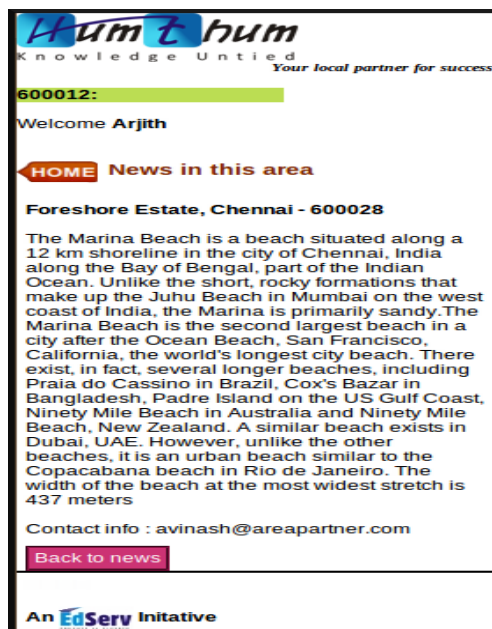 Hum thum
Knowledge Untied
Your local partner for success
600012:
Welcome Arjith
HOME News in this area
Foreshore Estate, Chennai - 600028
The Marina Beach is a beach situated along a
12 km shoreline in the city of Chennai, India
along the Bay of Bengal, part of the Indian
Ocean. Unlike the short, rocky formations that
make up the Juhu Beach in Mumbai on the west
coast of India, the Marina is primarily sandy.The
Marina Beach is the second largest beach in a
city after the Ocean Beach, San Francisco,
California, the world's longest city beach. There
exist, in fact, several longer beaches, including
Praia do Cassino in Brazil, Cox's Bazar in
Bangladesh, Padre Island on the US Gulf Coast,
Ninety Mile Beach in Australia and Ninety Mile
Beach, New Zealand. A similar beach exists in
Dubai, UAE. However, unlike the other
beaches, it is an urban beach similar to the
Copacabana beach in Rio de Janeiro. The
width of the beach at the most widest stretch is
437 meters
Contact info : avinash@areapartner.com
Back to news
An EdServ Initative